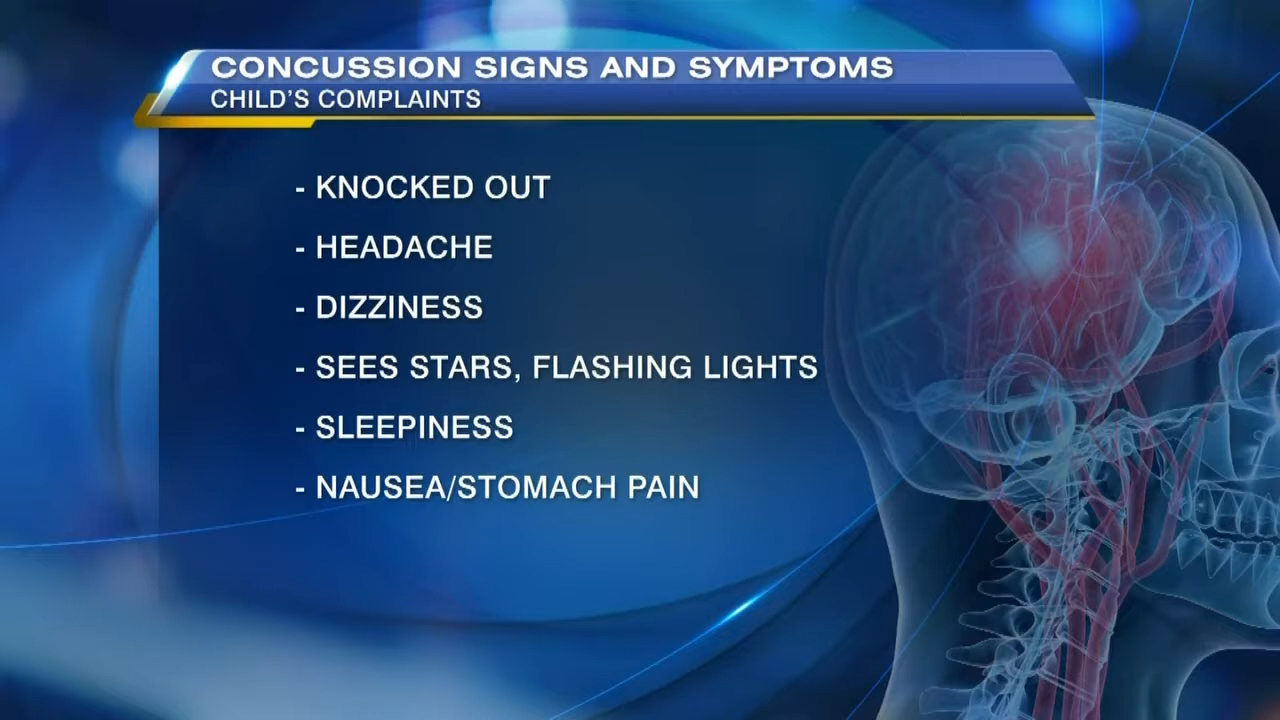 CONCUSSION SIGNS AND SYMPTOMS
CHILD'S COMPLAINTS
- KNOCKED OUT
- HEADACHE
- DIZZINESS
- SEES STARS, FLASHING LIGHTS
- SLEEPINESS
- NAUSEA/STOMACH PAIN